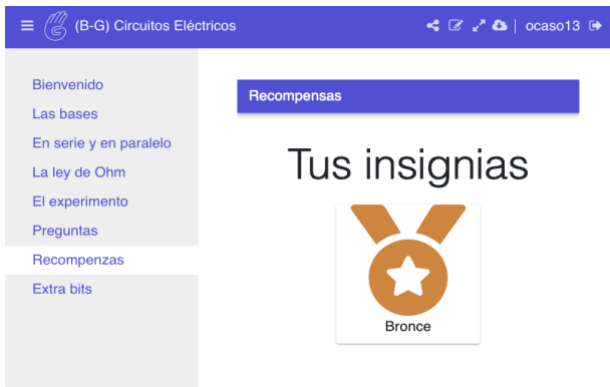 (B-G) Circuitos Eléctricos
| ocaso13
Bienvenido
Las bases
En serie y en paralelo
La ley de Ohm
El experimento
Preguntas
Recompenzas
Extra bits
Recompensas
Tus insignias
Bronce